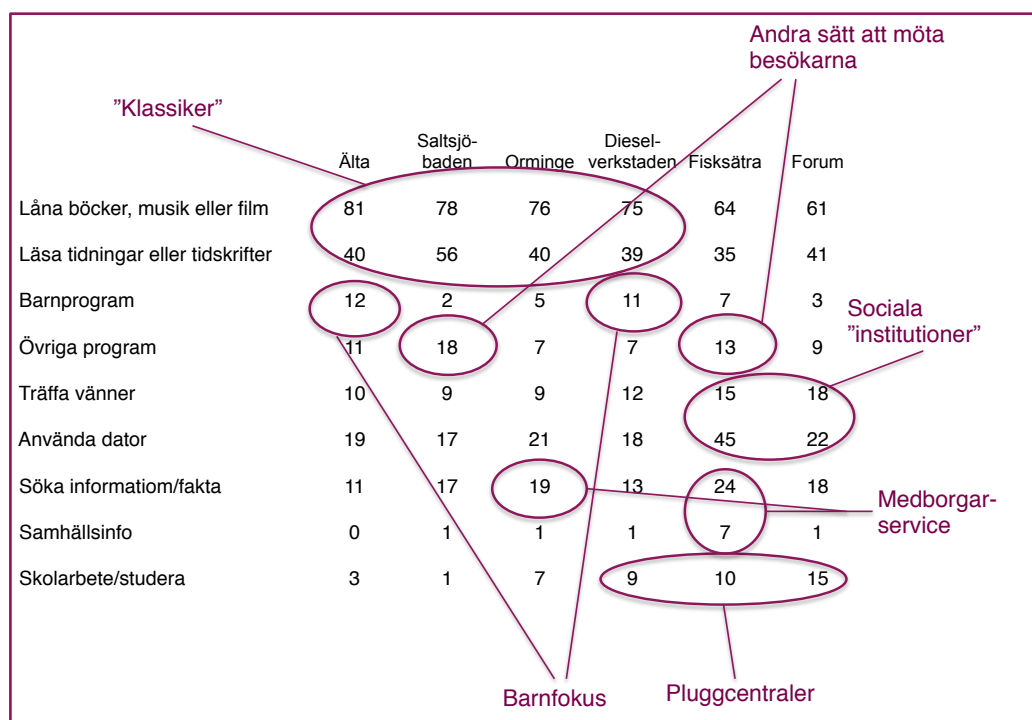 Andra sätt att möta
besökarna
”Klassiker”
Älta Saltsjö- Orminge Diesel- Fisksätra Forum
baden verkstaden
Låna böcker, musik eller film 81 78 76 75 64 61
Läsa tidningar eller tidskrifter 40 56 40 39 35 41
Barnprogram 12 2 5 11 7 3
Sociala
”institutioner”
Övriga program 11 18 7 7 13 9
Träffa vänner 10 9 9 12 15 18
Använda dator 19 17 21 18 45 22
Söka informatiom/fakta 11 17 19 13 24 18
Medborgar-
service
Samhällsinfo 0 1 1 1 7 1
Skolarbete/studera 3 1 7 9 10 15
Barnfokus
Pluggcentraler